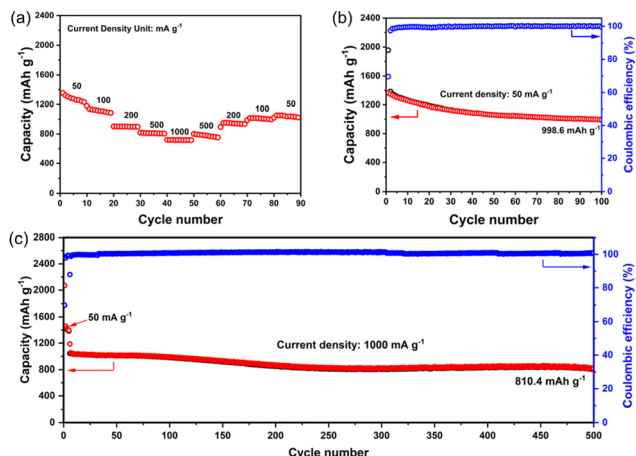 (a)
Current Density Unit: mA g-1
50
100
200
500
1000
500
200
100
50
2400
2000
1600
1200
800
400
0
Capacity (mAh g-1)
0 10 20 30 40 50 60 70 80 90
Cycle number
(b)
2400
2000
1600
1200
800
400
0
Capacity (mAh g-1)
Current density: 50 mA g-1
998.6 mAh g-1
100
80
60
40
20
0
Coulombic efficiency (%)
0 20 40 60 80 100
Cycle number
(c)
2800
2400
2000
1600
1200
800
400
0
Capacity (mAh g-1)
50 mA g-1
Current density: 1000 mA g-1
810.4 mAh g-1
100
80
60
40
20
0
Coulombic efficiency (%)
0 50 100 150 200 250 300 350 400 450 500
Cycle number